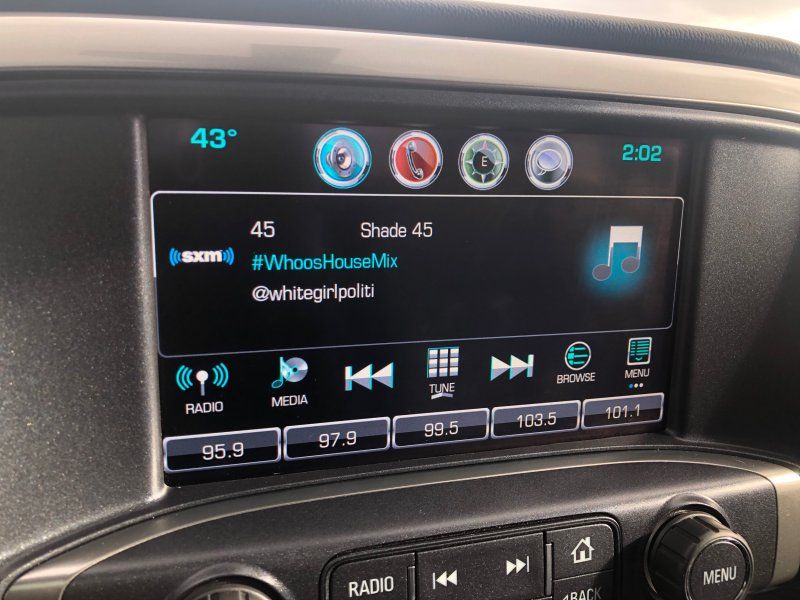 43°
E
2:02
45 Shade 45
((sxm))
#WhoosHouseMix
@whitegirlpoliti
RADIO
MEDIA
TUNE
BROWSE
MENU
95.9
97.9
99.5
103.5
101.1
RADIO
BACK
MENU